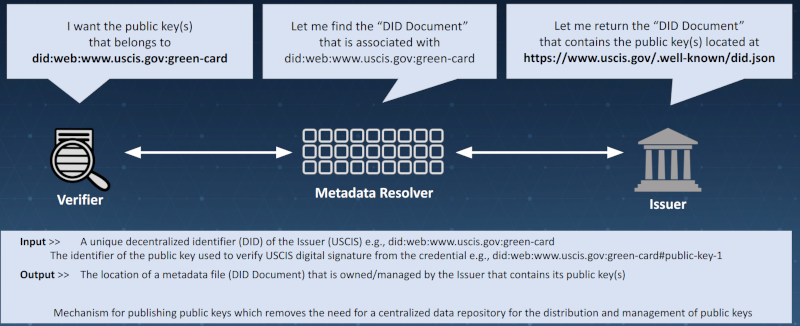 I want the public key(s)
that belongs to
did:web:www.uscis.gov:green-card
Let me find the “DID Document”
that is associated with
did:web:www.uscis.gov:green-card
Let me return the “DID Document”
that contains the public key(s) located at
https://www.uscis.gov/.well-known/did.json
Verifier
Metadata Resolver
Issuer
Input >> A unique decentralized identifier (DID) of the Issuer (USCIS) e.g., did:web:www.uscis.gov:green-card
The identifier of the public key used to verify USCIS digital signature from the credential e.g., did:web:www.uscis.gov:green-card#public-key-1
Output >> The location of a metadata file (DID Document) that is owned/managed by the Issuer that contains its public key(s)
Mechanism for publishing public keys which removes the need for a centralized data repository for the distribution and management of public keys